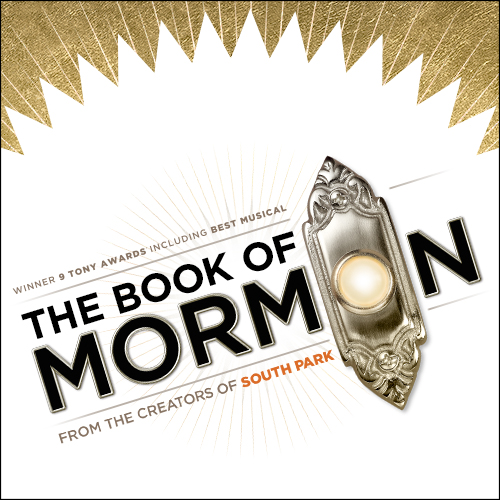 WINNER 9 TONY AWARDS INCLUDING BEST MUSICAL
THE BOOK OF
MORMON
FROM THE CREATORS OF SOUTH PARK